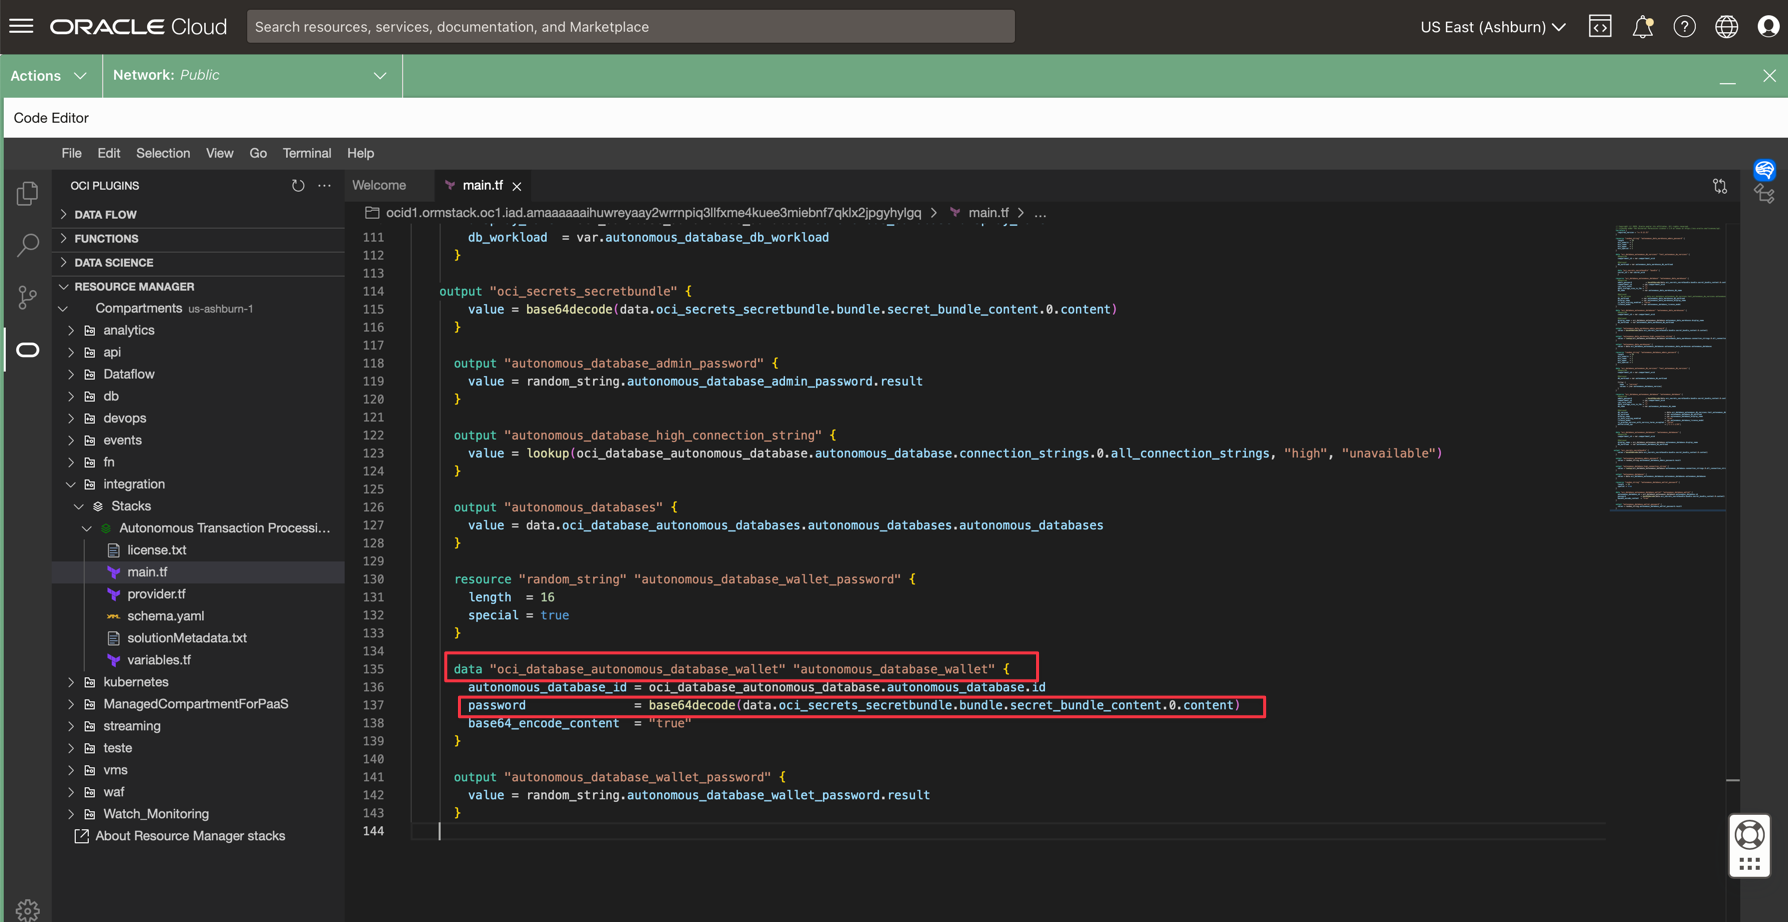 ORACLE Cloud
Search resources, services, documentation, and Marketplace
US East (Ashburn)
Actions
Network: Public
Code Editor
File Edit Selection View Go Terminal Help
OCI PLUGINS
DATA FLOW
FUNCTIONS
DATA SCIENCE
RESOURCE MANAGER
Compartments us-ashburn-1
analytics
api
Dataflow
db
devops
events
fn
integration
Stacks
Autonomous Transaction Processi...
license.txt
main.tf
provider.tf
schema.yaml
solutionMetadata.txt
variables.tf
kubernetes
ManagedCompartmentForPaaS
streaming
teste
vms
waf
Watch_Monitoring
About Resource Manager stacks
Welcome main.tf
ocid1.ormstack.oc1.iad.amaaaaaaihuwreyaay2wrrnpiq3llfxme4kuee3miebnf7qklx2jpgyhylgq > main.tf > ...
111 db_workload = var.autonomous_database_db_workload
112 }
113
114 output "oci_secrets_secretbundle" {
115 value = base64decode(data.oci_secrets_secretbundle.bundle.secret_bundle_content.0.content)
116 }
117
118 output "autonomous_database_admin_password" {
119 value = random_string.autonomous_database_admin_password.result
120 }
121
122 output "autonomous_database_high_connection_string" {
123 value = lookup(oci_database_autonomous_database.autonomous_database.connection_strings.0.all_connection_strings, "high", "unavailable")
124 }
125
126 output "autonomous_databases" {
127 value = data.oci_database_autonomous_databases.autonomous_databases.autonomous_databases
128 }
129
130 resource "random_string" "autonomous_database_wallet_password" {
131 length = 16
132 special = true
133 }
134
135 data "oci_database_autonomous_database_wallet" "autonomous_database_wallet" {
136 autonomous_database_id = oci_database_autonomous_database.autonomous_database.id
137 password = base64decode(data.oci_secrets_secretbundle.bundle.secret_bundle_content.0.content)
138 base64_encode_content = "true"
139 }
140
141 output "autonomous_database_wallet_password" {
142 value = random_string.autonomous_database_wallet_password.result
143 }
144